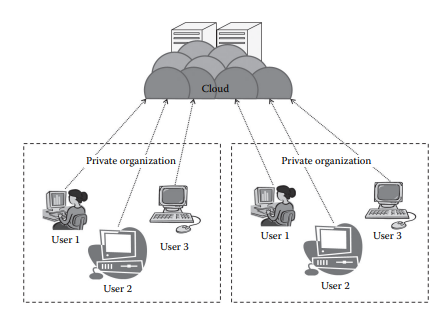 Cloud
Private organization
User 1
User 2
User 3
Private organization
User 1
User 2
User 3